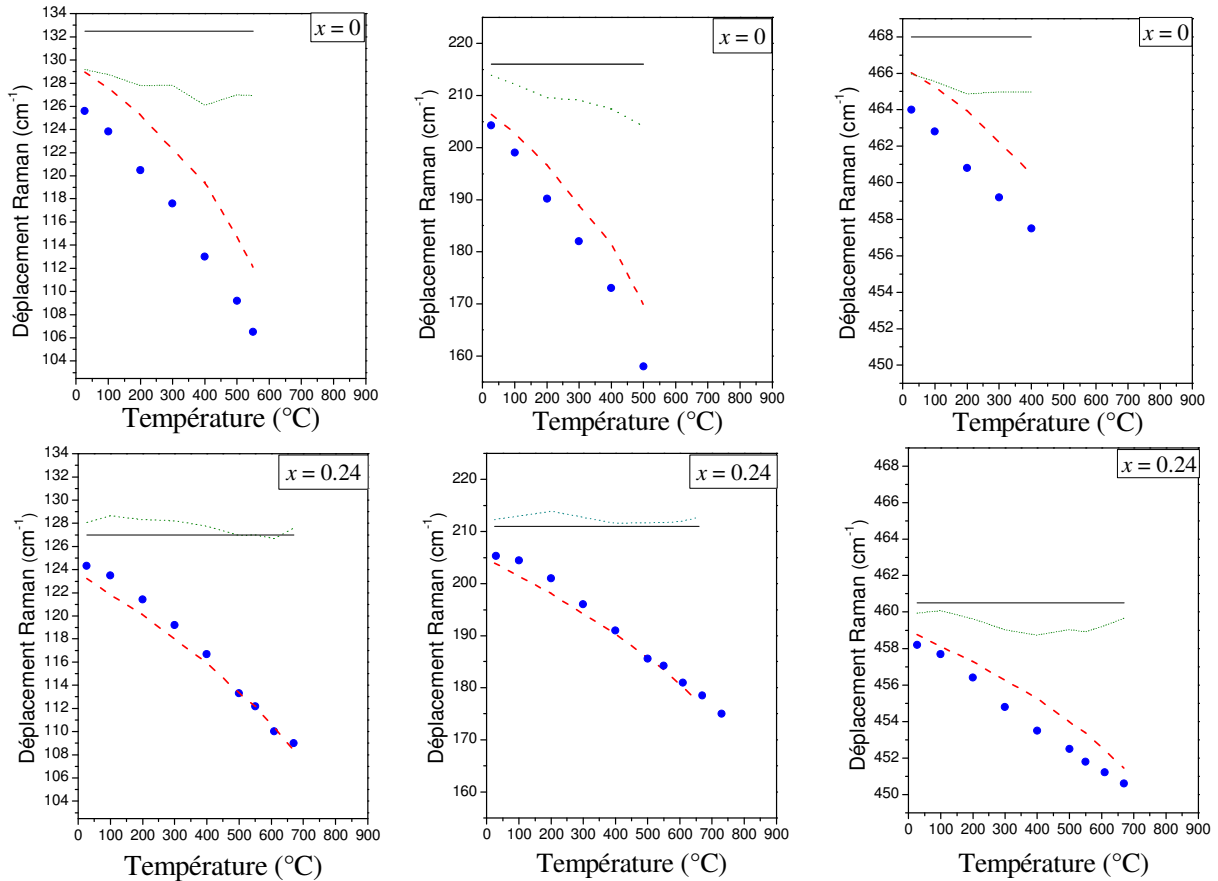 x = 0
Déplacement Raman (cm⁻¹)
134
132
130
128
126
124
122
120
118
116
114
112
110
108
106
104
0 100 200 300 400 500 600 700 800 900
Température (°C)
x = 0
Déplacement Raman (cm⁻¹)
220
210
200
190
180
170
160
0 100 200 300 400 500 600 700 800 900
Température (°C)
x = 0
Déplacement Raman (cm⁻¹)
468
466
464
462
460
458
456
454
452
450
0 100 200 300 400 500 600 700 800 900
Température (°C)
x = 0.24
Déplacement Raman (cm⁻¹)
134
132
130
128
126
124
122
120
118
116
114
112
110
108
106
104
0 100 200 300 400 500 600 700 800 900
Température (°C)
x = 0.24
Déplacement Raman (cm⁻¹)
220
210
200
190
180
170
160
0 100 200 300 400 500 600 700 800 900
Température (°C)
x = 0.24
Déplacement Raman (cm⁻¹)
468
466
464
462
460
458
456
454
452
450
0 100 200 300 400 500 600 700 800 900
Température (°C)